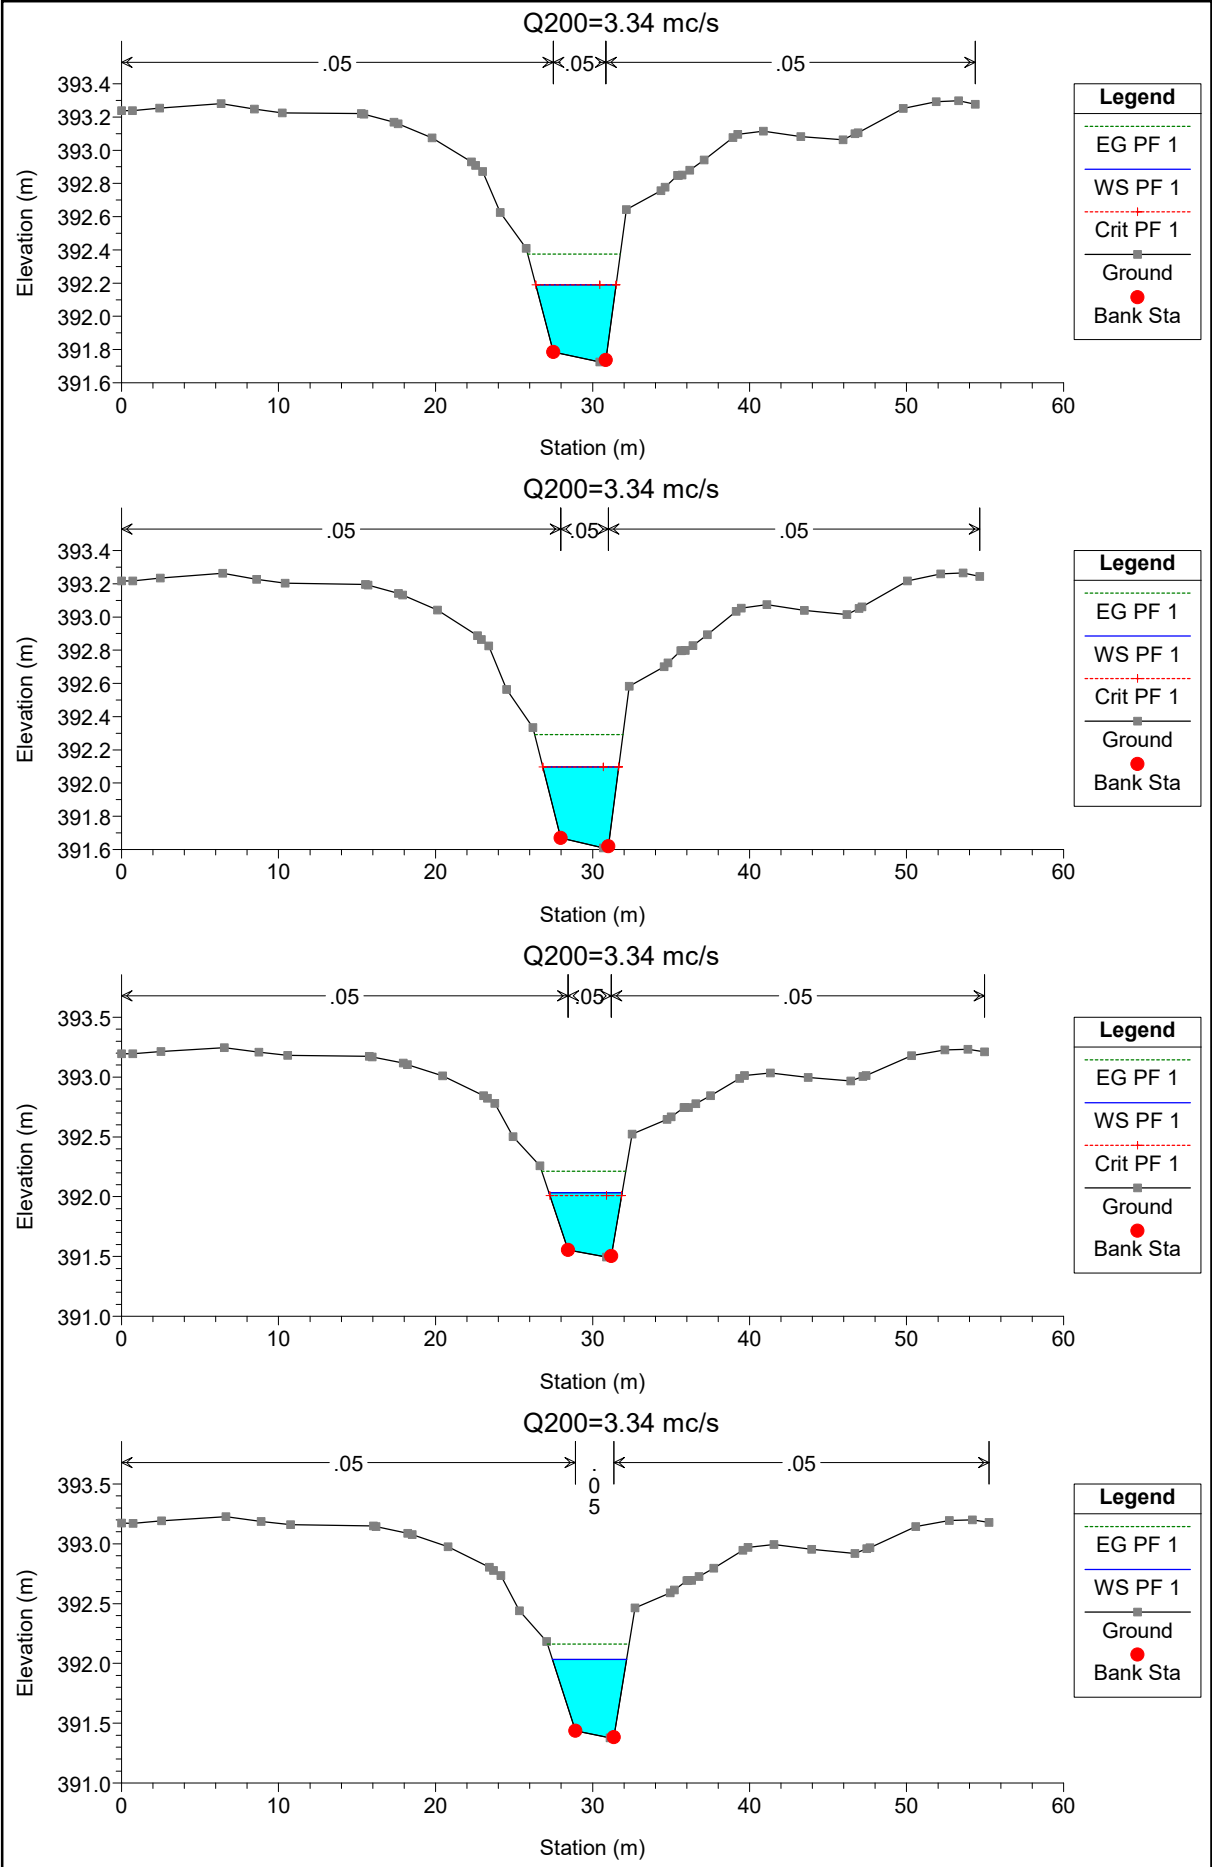 Q200=3.34 mc/s
.05 .05 .05
393.4
393.2
393.0
392.8
392.6
392.4
392.2
392.0
391.8
391.6
Elevation (m)
0 10 20 30 40 50 60
Station (m)
Legend
EG PF 1
WS PF 1
Crit PF 1
Ground
Bank Sta
Q200=3.34 mc/s
.05 .05 .05
393.4
393.2
393.0
392.8
392.6
392.4
392.2
392.0
391.8
391.6
Elevation (m)
0 10 20 30 40 50 60
Station (m)
Legend
EG PF 1
WS PF 1
Crit PF 1
Ground
Bank Sta
Q200=3.34 mc/s
.05 .05 .05
393.5
393.0
392.5
392.0
391.5
391.0
Elevation (m)
0 10 20 30 40 50 60
Station (m)
Legend
EG PF 1
WS PF 1
Crit PF 1
Ground
Bank Sta
Q200=3.34 mc/s
.05 .05 .05
393.5
393.0
392.5
392.0
391.5
391.0
Elevation (m)
0 10 20 30 40 50 60
Station (m)
Legend
EG PF 1
WS PF 1
Ground
Bank Sta